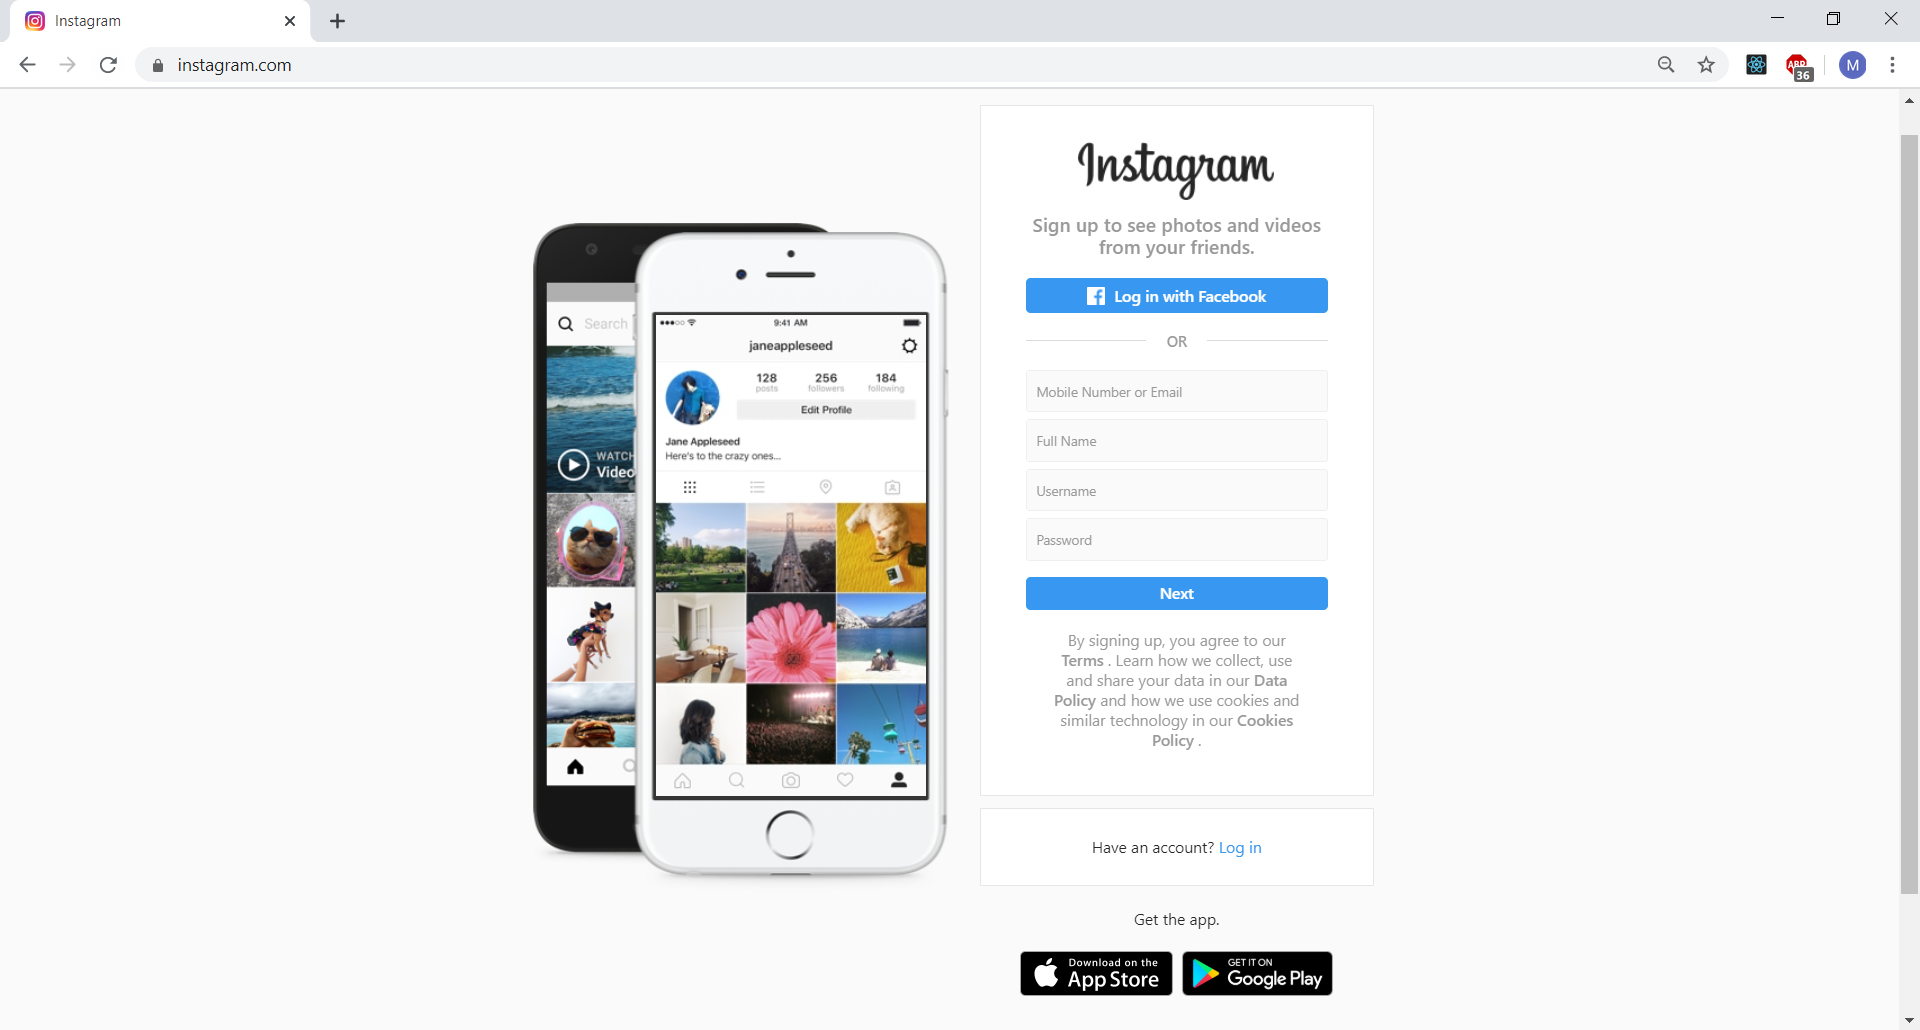 Instagram
instagram.com
ABP
36
M
Search
WATCH
Video
9:41 AM
janeappleseed
128 256 184
posts followers following
Edit Profile
Jane Appleseed
Here's to the crazy ones...
Instagram
Sign up to see photos and videos
from your friends.
Log in with Facebook
OR
Mobile Number or Email
Full Name
Username
Password
Next
By signing up, you agree to our
Terms . Learn how we collect, use
and share your data in our Data
Policy and how we use cookies and
similar technology in our Cookies
Policy .
Have an account? Log in
Get the app.
Download on the
App Store
GET IT ON
Google Play